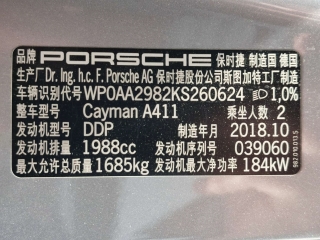 品牌 PORSCHE 保时捷 制造国 德国
生产厂 Dr. Ing. h.c. F. Porsche AG 保时捷股份公司斯图加特工厂制造
车辆识别代号 WP0AA2982KS260624 1,0%
整车型号 Cayman A411 乘坐人数 2
发动机型号 DDP 制造年月 2018.10
发动机排量 1988cc 发动机序列号 039060
最大允许总质量 1685kg 发动机最大净功率 184kW